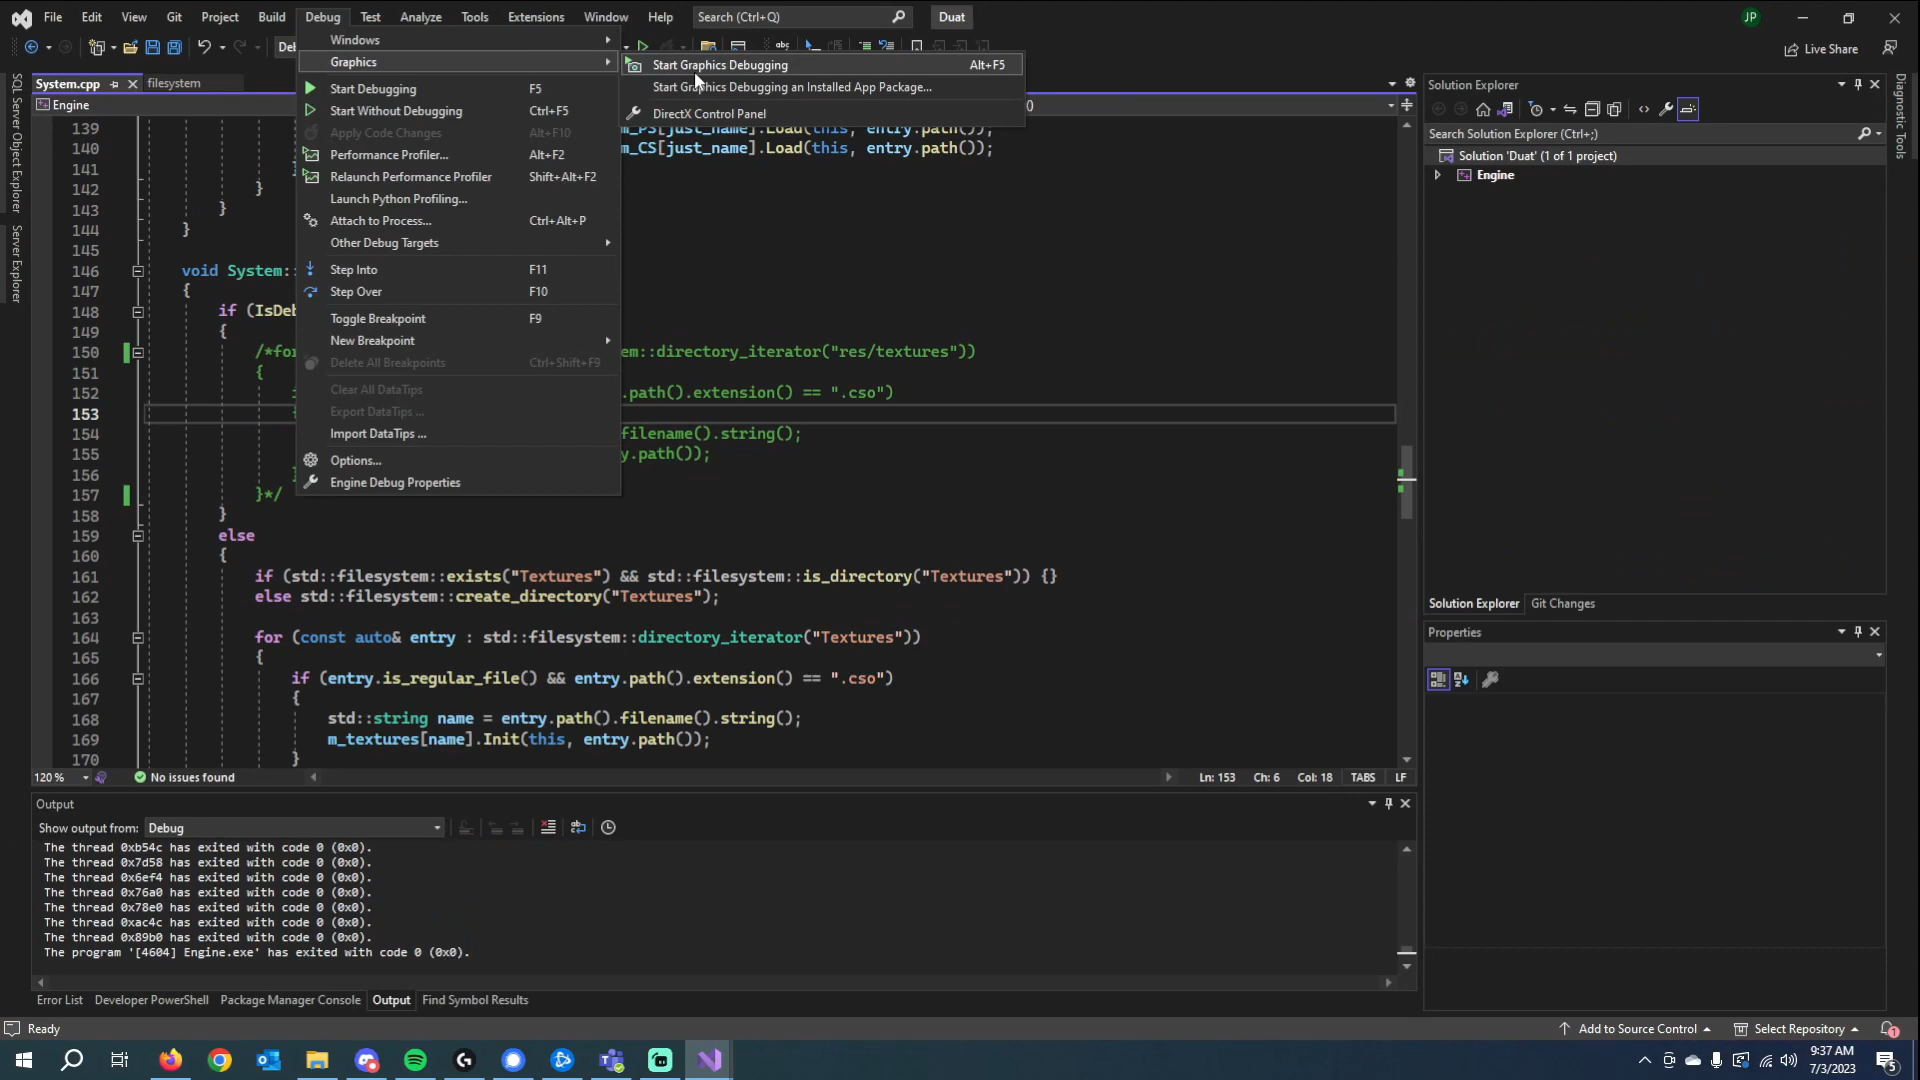 File Edit View Git Project Build Debug Test Analyze Tools Extensions Window Help Search (Ctrl+Q) Duat JP
Live Share
Windows
Graphics
Start Debugging F5
Start Without Debugging Ctrl+F5
Apply Code Changes Alt+F10
Performance Profiler... Alt+F2
Relaunch Performance Profiler Shift+Alt+F2
Launch Python Profiling...
Attach to Process... Ctrl+Alt+P
Other Debug Targets
Step Into F11
Step Over F10
Toggle Breakpoint F9
New Breakpoint
Delete All Breakpoints Ctrl+Shift+F9
Clear All DataTips
Export DataTips ...
Import DataTips ...
Options...
Engine Debug Properties
Start Graphics Debugging Alt+F5
Start Graphics Debugging an Installed App Package...
DirectX Control Panel
SQL Server Object Explorer
Server Explorer
System.cpp filesystem
Engine
139 m_PS[just_name].Load(this, entry.path());
140 m_CS[just_name].Load(this, entry.path());
141
142 }
143 }
144 }
145
146 void System::
147 {
148 if (IsDeb
149 {
150 /*for m::directory_iterator("res/textures"))
151 {
152 .path().extension() == ".cso")
153
154 filename().string();
155 y.path());
156
157 }*/
158 }
159 else
160 {
161 if (std::filesystem::exists("Textures") && std::filesystem::is_directory("Textures")) {}
162 else std::filesystem::create_directory("Textures");
163
164 for (const auto& entry : std::filesystem::directory_iterator("Textures"))
165 {
166 if (entry.is_regular_file() && entry.path().extension() == ".cso")
167 {
168 std::string name = entry.path().filename().string();
169 m_textures[name].Init(this, entry.path());
170 }
120 % No issues found Ln: 153 Ch: 6 Col: 18 TABS LF
Output
Show output from: Debug
The thread 0xb54c has exited with code 0 (0x0).
The thread 0x7d58 has exited with code 0 (0x0).
The thread 0x6ef4 has exited with code 0 (0x0).
The thread 0x76a0 has exited with code 0 (0x0).
The thread 0x78e0 has exited with code 0 (0x0).
The thread 0xac4c has exited with code 0 (0x0).
The thread 0x89b0 has exited with code 0 (0x0).
The program '[4604] Engine.exe' has exited with code 0 (0x0).
Error List Developer PowerShell Package Manager Console Output Find Symbol Results
Solution Explorer
Search Solution Explorer (Ctrl+;)
Solution 'Duat' (1 of 1 project)
Engine
Solution Explorer Git Changes
Properties
Diagnostic Tools
Ready Add to Source Control Select Repository 1
9:37 AM
7/3/2023
5